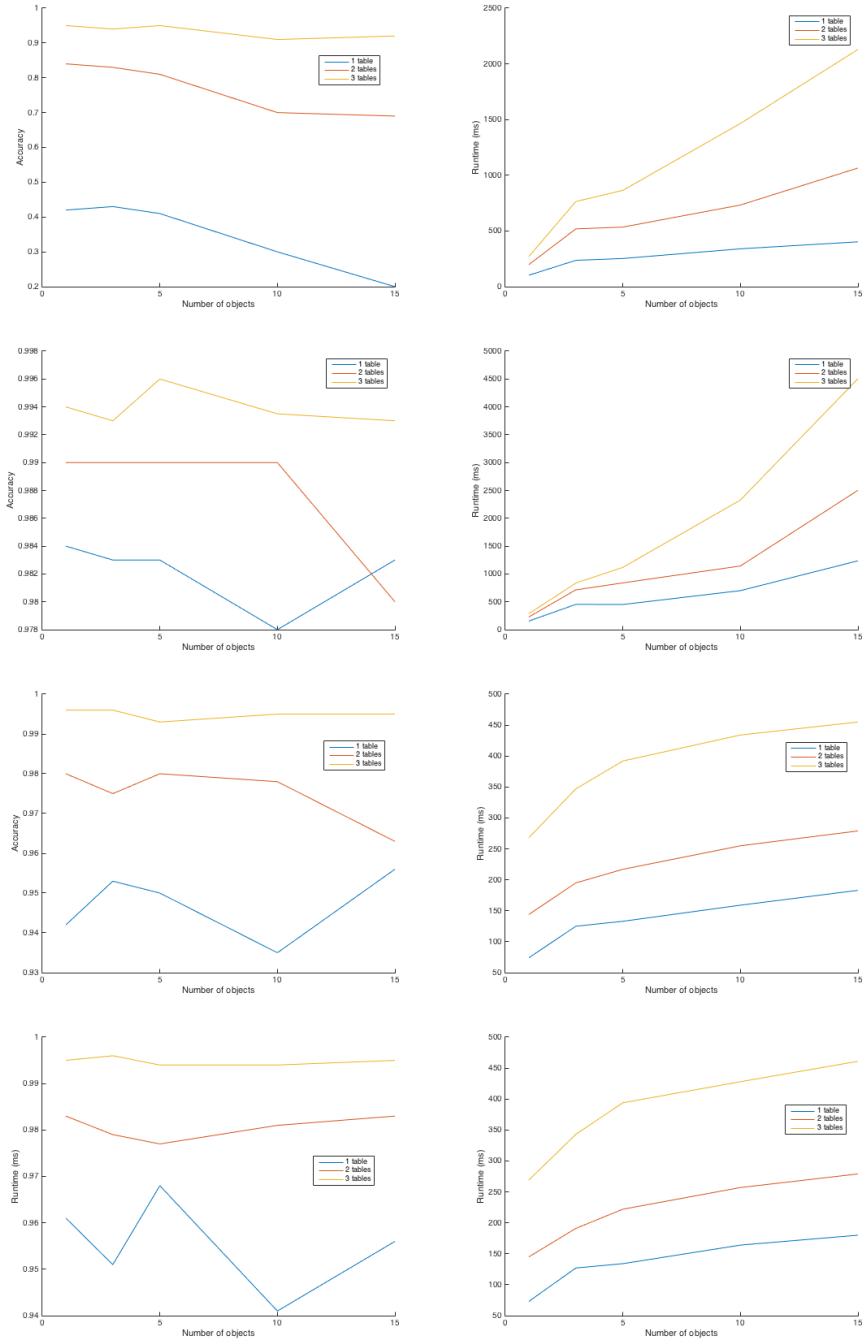 1
0.9
0.8
0.7
0.6
0.5
0.4
0.3
0.2
Accuracy
0 5 10 15
Number of objects
1 table
2 tables
3 tables
2500
2000
1500
1000
500
0
Runtime (ms)
0 5 10 15
Number of objects
1 table
2 tables
3 tables
0.998
0.996
0.994
0.992
0.99
0.988
0.986
0.984
0.982
0.98
0.978
Accuracy
0 5 10 15
Number of objects
1 table
2 tables
3 tables
5000
4500
4000
3500
3000
2500
2000
1500
1000
500
0
Runtime (ms)
0 5 10 15
Number of objects
1 table
2 tables
3 tables
1
0.99
0.98
0.97
0.96
0.95
0.94
0.93
Accuracy
0 5 10 15
Number of objects
1 table
2 tables
3 tables
500
450
400
350
300
250
200
150
100
50
Runtime (ms)
0 5 10 15
Number of objects
1 table
2 tables
3 tables
1
0.99
0.98
0.97
0.96
0.95
0.94
Runtime (ms)
0 5 10 15
Number of objects
1 table
2 tables
3 tables
500
450
400
350
300
250
200
150
100
50
Runtime (ms)
0 5 10 15
Number of objects
1 table
2 tables
3 tables